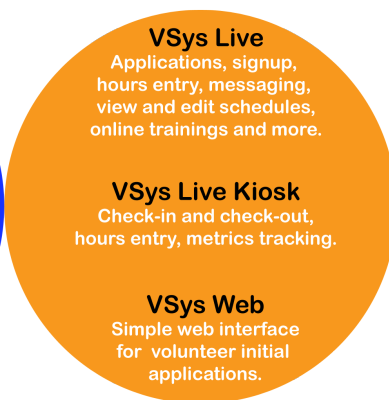 VSys Live
Applications, signup,
hours entry, messaging,
view and edit schedules,
online trainings and more.
VSys Live Kiosk
Check-in and check-out,
hours entry, metrics tracking.
VSys Web
Simple web interface
for volunteer initial
applications.